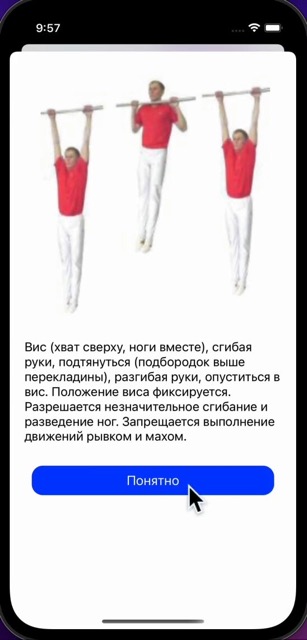 9:57
Вис (хват сверху, ноги вместе), сгибая
руки, подтянуться (подбородок выше
перекладины), разгибая руки, опуститься в
вис. Положение виса фиксируется.
Разрешается незначительное сгибание и
разведение ног. Запрещается выполнение
движений рывком и махом.
Понятно